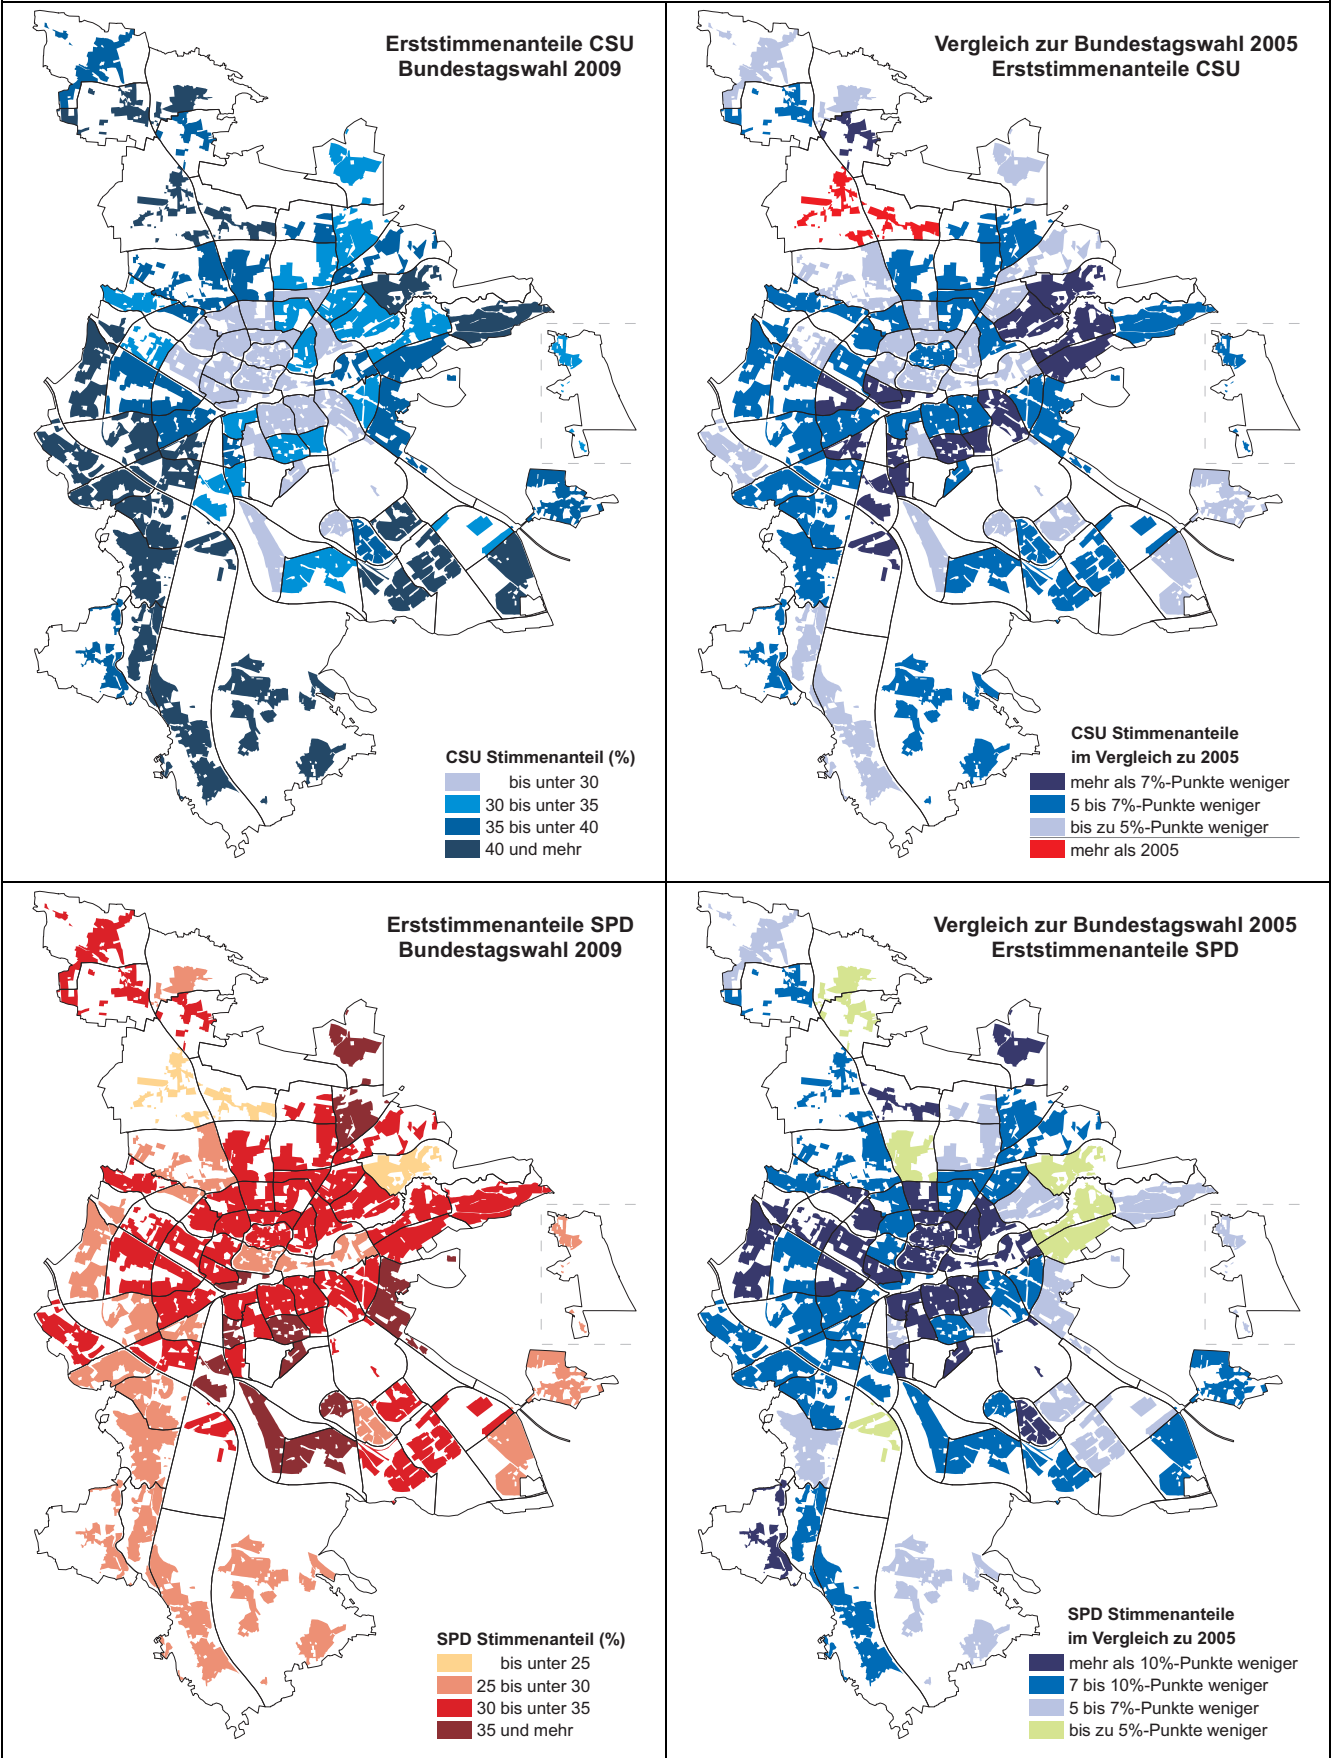 Erststimmenanteile CSU
Bundestagswahl 2009
CSU Stimmenanteil (%)
bis unter 30
30 bis unter 35
35 bis unter 40
40 und mehr
Vergleich zur Bundestagswahl 2005
Erststimmenanteile CSU
CSU Stimmenanteile
im Vergleich zu 2005
mehr als 7%-Punkte weniger
5 bis 7%-Punkte weniger
bis zu 5%-Punkte weniger
mehr als 2005
Erststimmenanteile SPD
Bundestagswahl 2009
SPD Stimmenanteil (%)
bis unter 25
25 bis unter 30
30 bis unter 35
35 und mehr
Vergleich zur Bundestagswahl 2005
Erststimmenanteile SPD
SPD Stimmenanteile
im Vergleich zu 2005
mehr als 10%-Punkte weniger
7 bis 10%-Punkte weniger
5 bis 7%-Punkte weniger
bis zu 5%-Punkte weniger